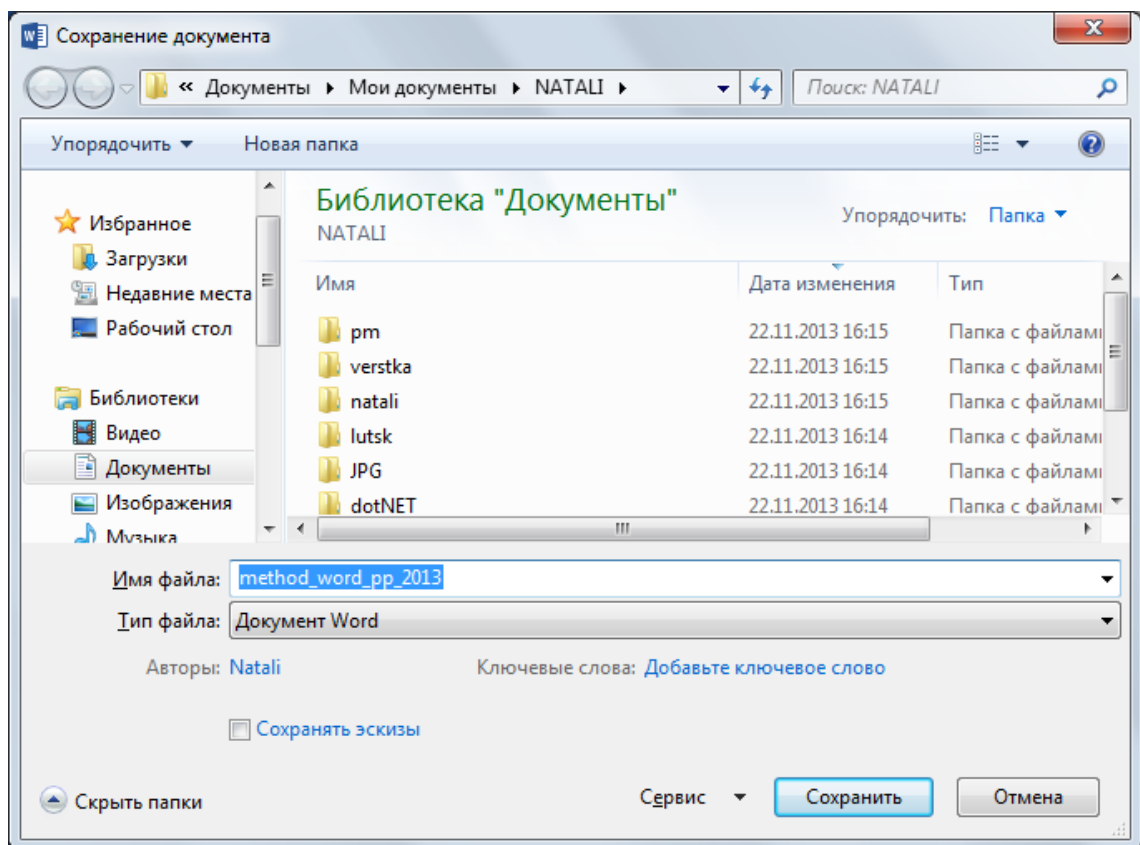 Сохранение документа
« Документы Мои документы NATALI Поиск: NATALI
Упорядочить Новая папка
Избранное
Загрузки
Недавние места
Рабочий стол
Библиотеки
Видео
Документы
Изображения
Музыка
Библиотека "Документы"
NATALI
Упорядочить: Папка
Имя Дата изменения Тип
pm 22.11.2013 16:15 Папка с файлами
verstka 22.11.2013 16:15 Папка с файлами
natali 22.11.2013 16:15 Папка с файлами
lutsk 22.11.2013 16:14 Папка с файлами
JPG 22.11.2013 16:14 Папка с файлами
dotNET 22.11.2013 16:14 Папка с файлами
Имя файла: method_word_pp_2013
Тип файла: Документ Word
Авторы: Natali Ключевые слова: Добавьте ключевое слово
Сохранять эскизы
Скрыть папки Сервис Сохранить Отмена